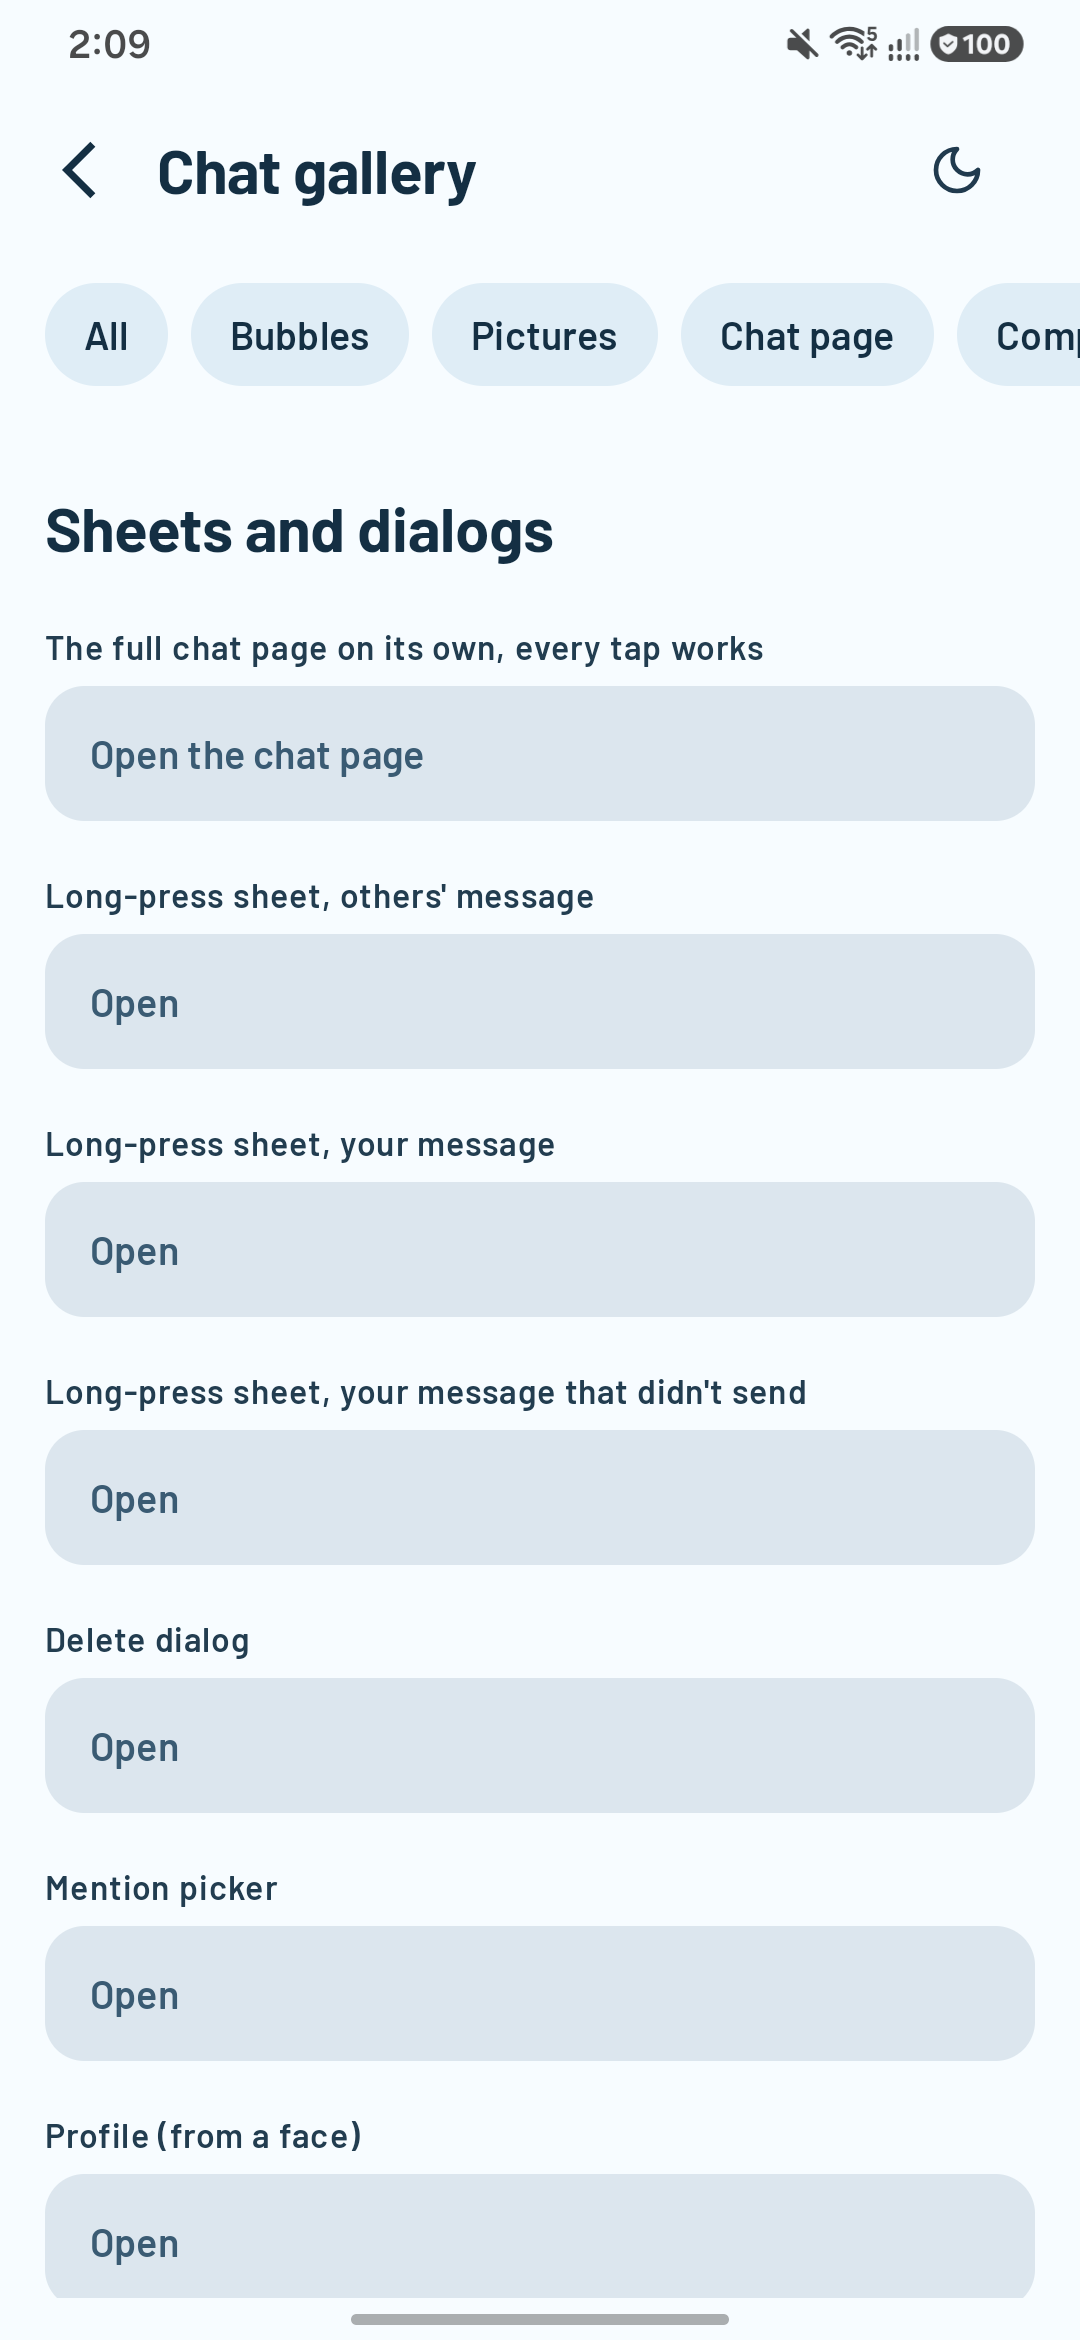 2:09
5
100
Chat gallery
All
Bubbles
Pictures
Chat page
Comp
Sheets and dialogs
The full chat page on its own, every tap works
Open the chat page
Long-press sheet, others' message
Open
Long-press sheet, your message
Open
Long-press sheet, your message that didn't send
Open
Delete dialog
Open
Mention picker
Open
Profile (from a face)
Open